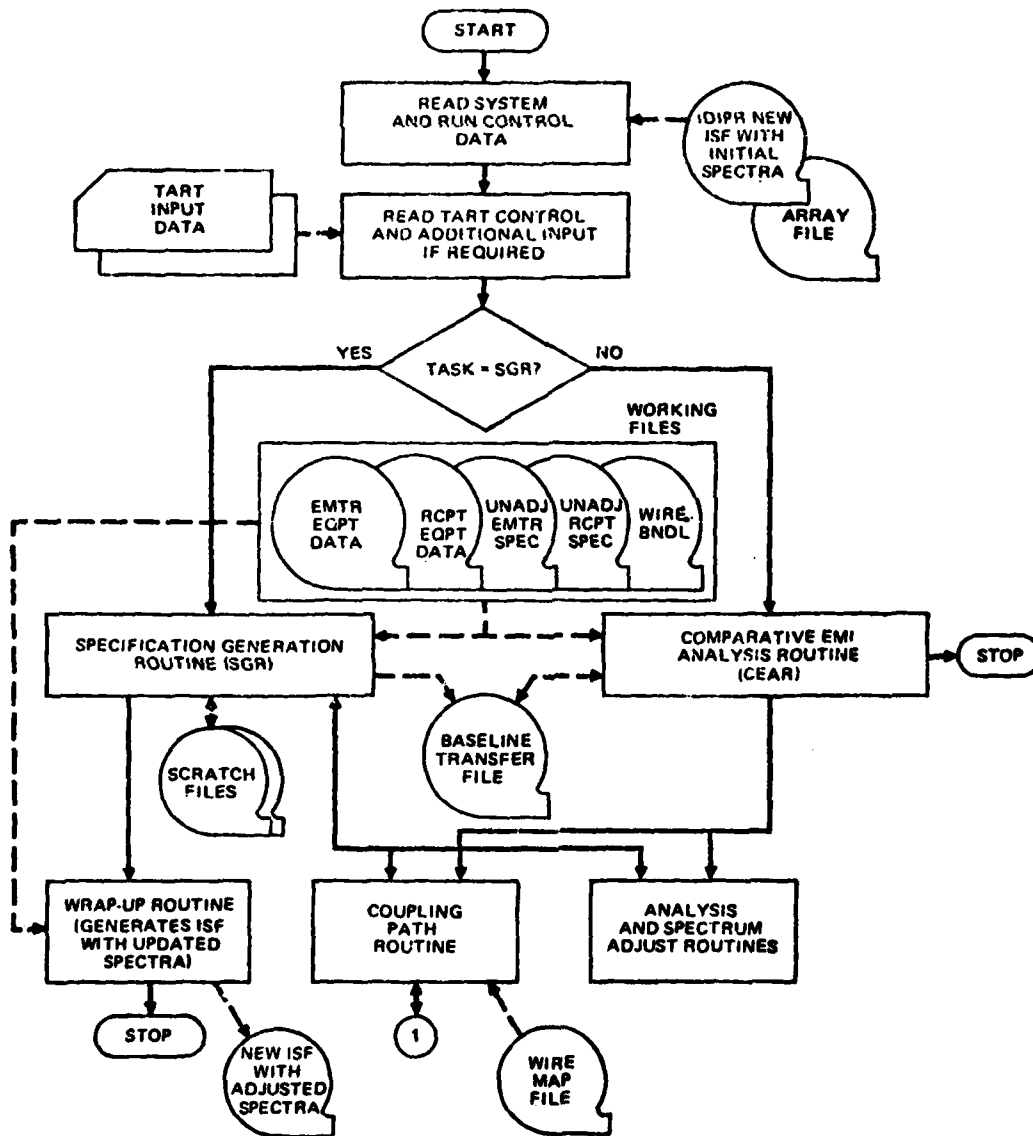 START
READ SYSTEM
AND RUN CONTROL
DATA
IDIPR NEW
ISF WITH
INITIAL
SPECTRA
ARRAY
FILE
TART
INPUT
DATA
READ TART CONTROL
AND ADDITIONAL INPUT
IF REQUIRED
YES
TASK = SGR?
NO
WORKING
FILES
EMTR
EQPT
DATA
RCPT
EQPT
DATA
UNADJ
EMTR
SPEC
UNADJ
RCPT
SPEC
WIRE
BNDL
SPECIFICATION GENERATION
ROUTINE (SGR)
COMPARATIVE EMI
ANALYSIS ROUTINE
(CEAR)
STOP
SCRATCH
FILES
BASELINE
TRANSFER
FILE
WRAP-UP ROUTINE
(GENERATES ISF
WITH UPDATED
SPECTRA)
COUPLING
PATH
ROUTINE
ANALYSIS
AND SPECTRUM
ADJUST ROUTINES
STOP
NEW ISF
WITH
ADJUSTED
SPECTRA
1
WIRE
MAP
FILE